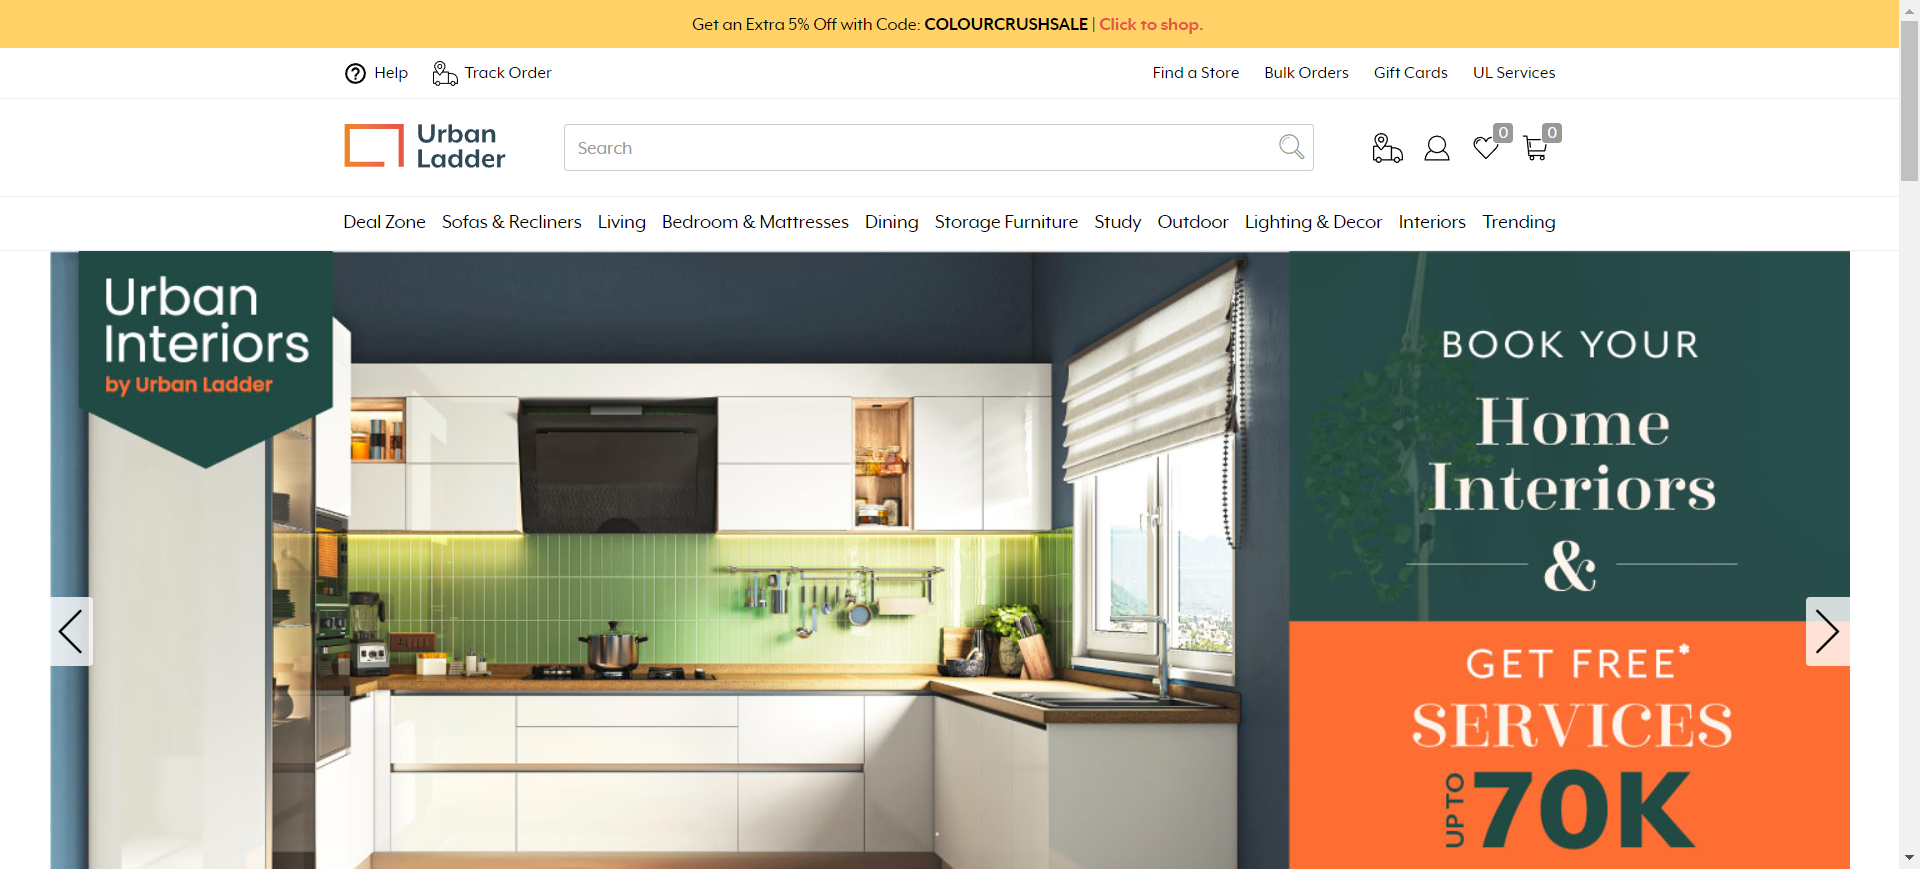 Get an Extra 5% Off with Code: COLOURCRUSHSALE | Click to shop.
Help
Track Order
Find a Store
Bulk Orders
Gift Cards
UL Services
Urban
Ladder
Search
0
0
Deal Zone
Sofas & Recliners
Living
Bedroom & Mattresses
Dining
Storage Furniture
Study
Outdoor
Lighting & Decor
Interiors
Trending
Urban
Interiors
by Urban Ladder
BOOK YOUR
Home
Interiors
&
GET FREE*
SERVICES
UP TO
70K